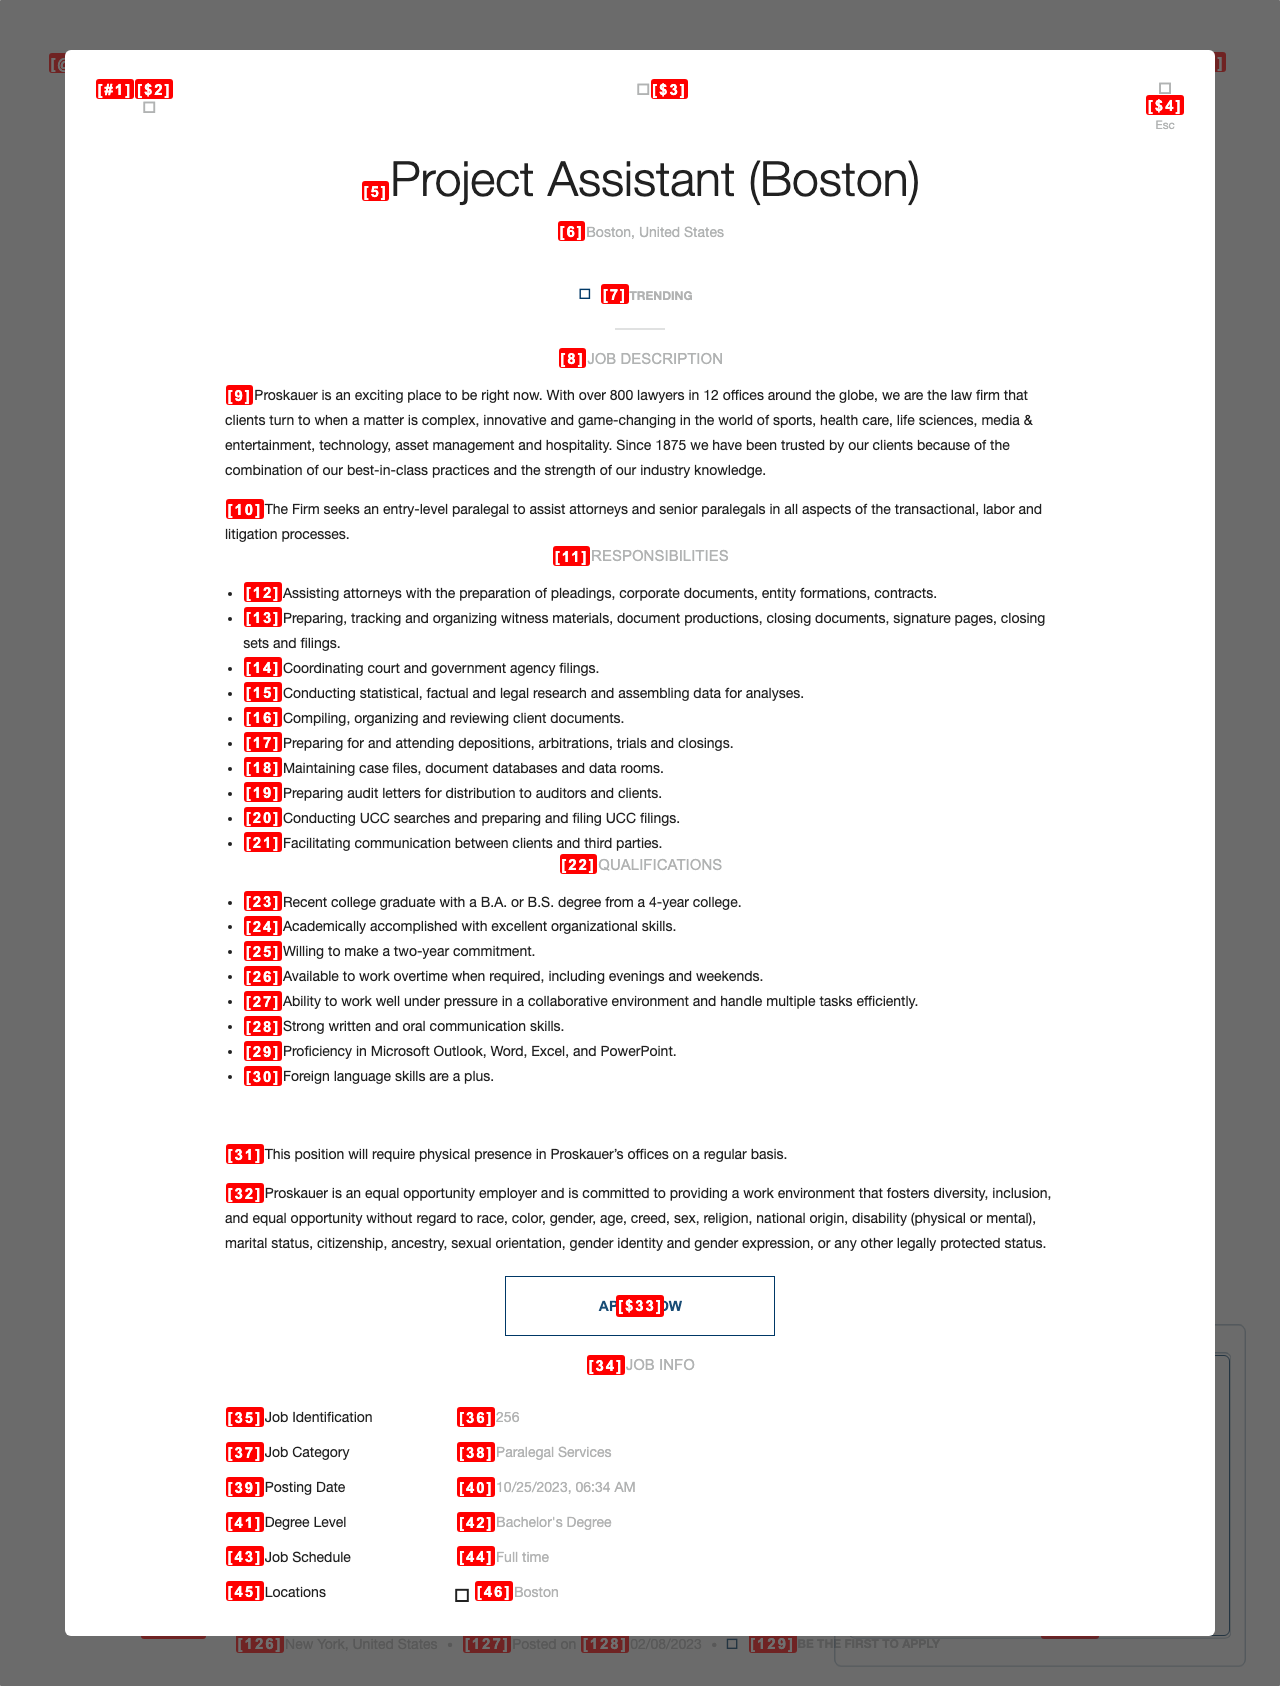 [#1] [$2]
[$3]
[$4]
Esc
[5] Project Assistant (Boston)
[6] Boston, United States
[7] TRENDING
[8] JOB DESCRIPTION
[9] Proskauer is an exciting place to be right now. With over 800 lawyers in 12 offices around the globe, we are the law firm that
clients turn to when a matter is complex, innovative and game-changing in the world of sports, health care, life sciences, media &
entertainment, technology, asset management and hospitality. Since 1875 we have been trusted by our clients because of the
combination of our best-in-class practices and the strength of our industry knowledge.
[10] The Firm seeks an entry-level paralegal to assist attorneys and senior paralegals in all aspects of the transactional, labor and
litigation processes.
[11] RESPONSIBILITIES
• [12] Assisting attorneys with the preparation of pleadings, corporate documents, entity formations, contracts.
• [13] Preparing, tracking and organizing witness materials, document productions, closing documents, signature pages, closing
sets and filings.
• [14] Coordinating court and government agency filings.
• [15] Conducting statistical, factual and legal research and assembling data for analyses.
• [16] Compiling, organizing and reviewing client documents.
• [17] Preparing for and attending depositions, arbitrations, trials and closings.
• [18] Maintaining case files, document databases and data rooms.
• [19] Preparing audit letters for distribution to auditors and clients.
• [20] Conducting UCC searches and preparing and filing UCC filings.
• [21] Facilitating communication between clients and third parties.
[22] QUALIFICATIONS
• [23] Recent college graduate with a B.A. or B.S. degree from a 4-year college.
• [24] Academically accomplished with excellent organizational skills.
• [25] Willing to make a two-year commitment.
• [26] Available to work overtime when required, including evenings and weekends.
• [27] Ability to work well under pressure in a collaborative environment and handle multiple tasks efficiently.
• [28] Strong written and oral communication skills.
• [29] Proficiency in Microsoft Outlook, Word, Excel, and PowerPoint.
• [30] Foreign language skills are a plus.
[31] This position will require physical presence in Proskauer's offices on a regular basis.
[32] Proskauer is an equal opportunity employer and is committed to providing a work environment that fosters diversity, inclusion,
and equal opportunity without regard to race, color, gender, age, creed, sex, religion, national origin, disability (physical or mental),
marital status, citizenship, ancestry, sexual orientation, gender identity and gender expression, or any other legally protected status.
[$33]
[34] JOB INFO
[35] Job Identification [36] 256
[37] Job Category [38] Paralegal Services
[39] Posting Date [40] 10/25/2023, 06:34 AM
[41] Degree Level [42] Bachelor's Degree
[43] Job Schedule [44] Full time
[45] Locations [46] Boston
[126] New York, United States • [127] Posted on [128] 02/08/2023 • [129] BE THE FIRST TO APPLY